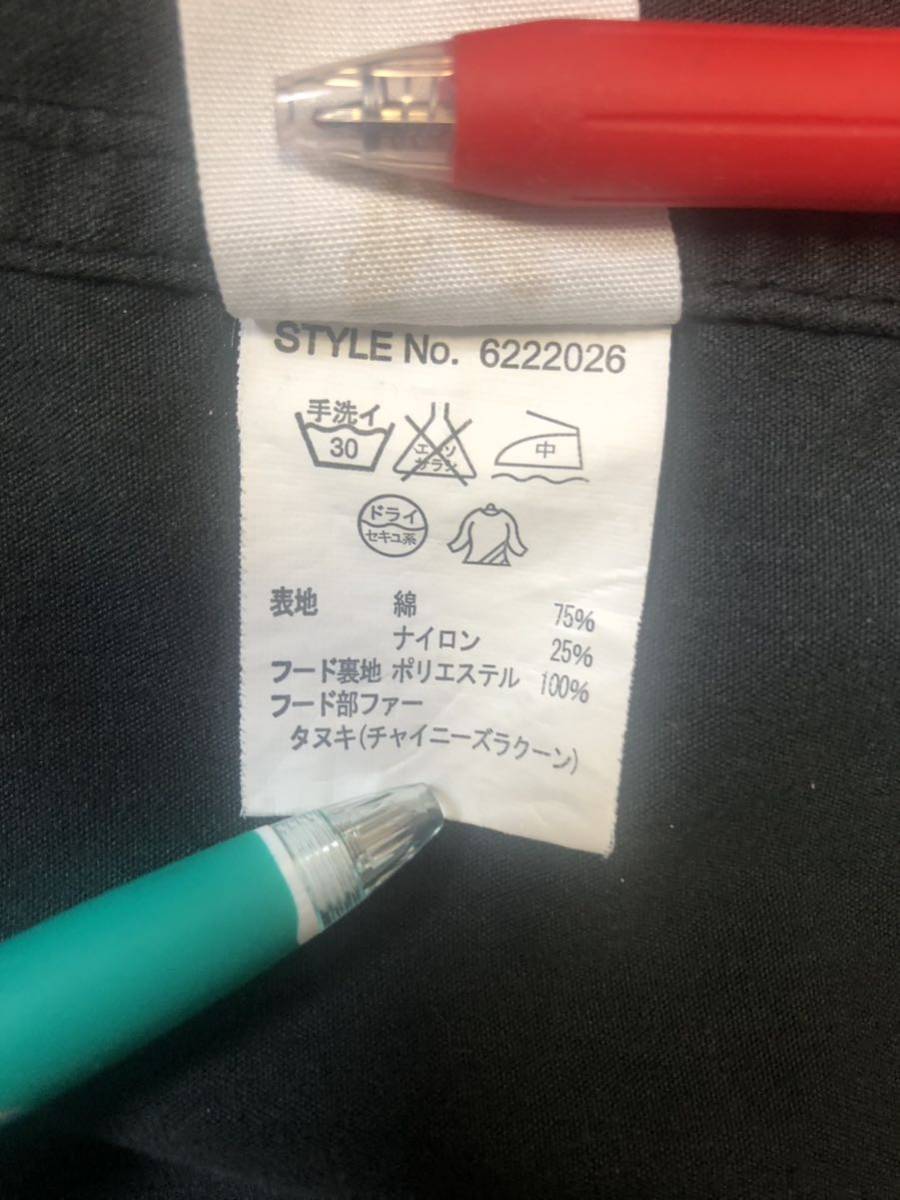 STYLE No. 6222026
手洗イ
30
エンソ
サラシ
中
ドライ
セキユ系
表地 綿 75%
ナイロン 25%
フード裏地 ポリエステル 100%
フード部ファー
タヌキ(チャイニーズラクーン)